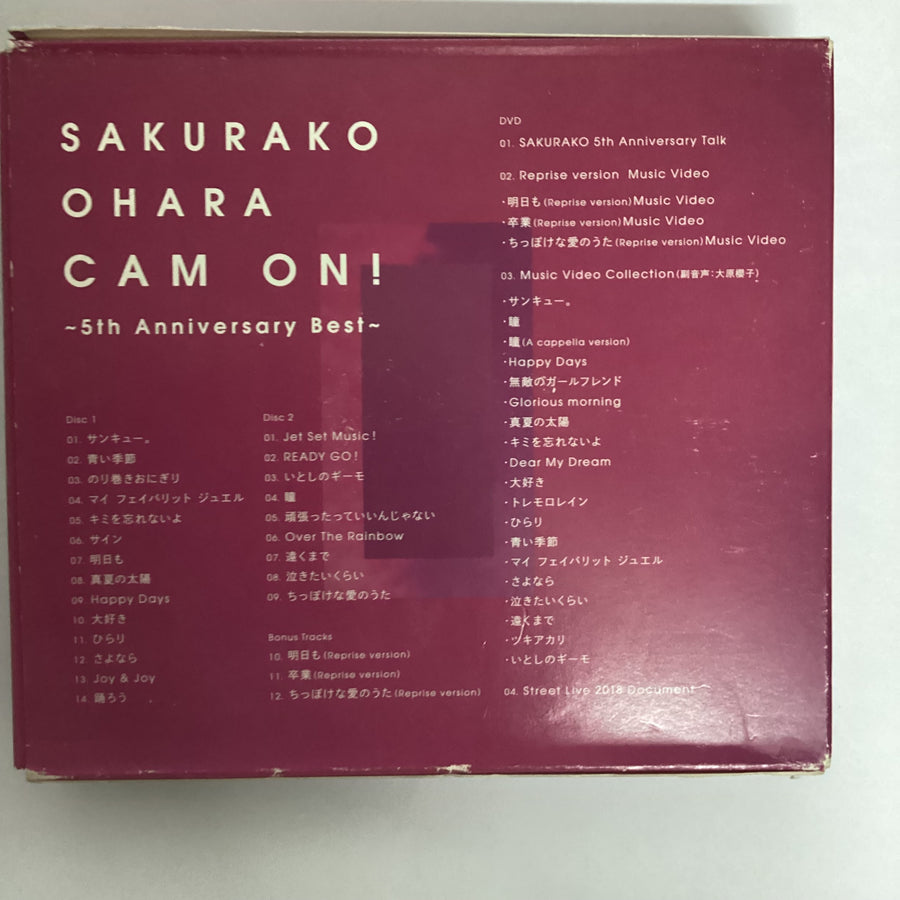 SAKURAKO
OHARA
CAM ON!
~5th Anniversary Best~
Disc 1
01. サンキュー。
02. 青い季節
03. のり巻きおにぎり
04. マイ フェイバリット ジュエル
05. キミを忘れないよ
06. サイン
07. 明日も
08. 真夏の太陽
09. Happy Days
10. 大好き
11. ひらり
12. さよなら
13. Joy & Joy
14. 踊ろう
Disc 2
01. Jet Set Music!
02. READY GO!
03. いとしのギーモ
04. 瞳
05. 頑張ったっていいんじゃない
06. Over The Rainbow
07. 遠くまで
08. 泣きたいくらい
09. ちっぽけな愛のうた
Bonus Tracks
10. 明日も(Reprise version)
11. 卒業(Reprise version)
12. ちっぽけな愛のうた(Reprise version)
DVD
01. SAKURAKO 5th Anniversary Talk
02. Reprise version Music Video
・明日も(Reprise version)Music Video
・卒業(Reprise version)Music Video
・ちっぽけな愛のうた(Reprise version)Music Video
03. Music Video Collection(副音声:大原櫻子)
・サンキュー。
・瞳
・瞳(A cappella version)
・Happy Days
・無敵のガールフレンド
・Glorious morning
・真夏の太陽
・キミを忘れないよ
・Dear My Dream
・大好き
・トレモロレイン
・ひらり
・青い季節
・マイ フェイバリット ジュエル
・さよなら
・泣きたいくらい
・遠くまで
・ツキアカリ
・いとしのギーモ
04. Street Live 2018 Document